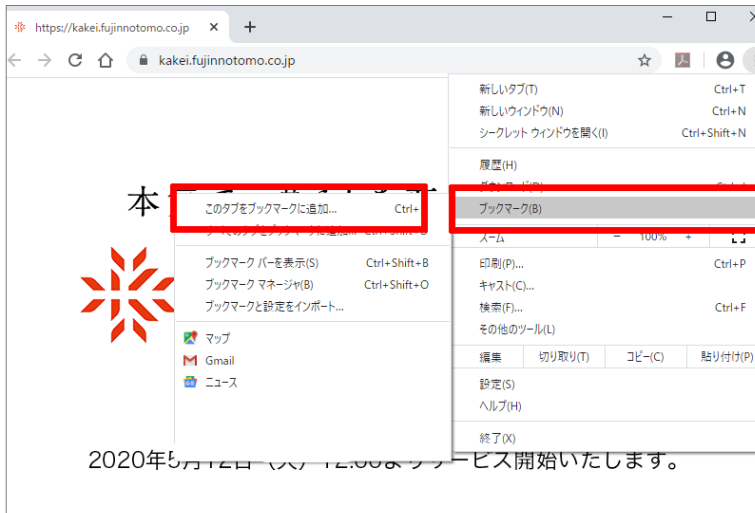 https://kakei.fujinnotomo.co.jp
kakei.fujinnotomo.co.jp
新しいタブ(T) Ctrl+T
新しいウィンドウ(N) Ctrl+N
シークレット ウィンドウを開く(I) Ctrl+Shift+N
履歴(H)
ブックマーク(B)
ズーム − 100% +
印刷(P)... Ctrl+P
キャスト(C)...
検索(F)... Ctrl+F
その他のツール(L)
編集 切り取り(T) コピー(C) 貼り付け(P)
設定(S)
ヘルプ(H)
終了(X)
本
このタブをブックマークに追加... Ctrl+
ブックマーク バーを表示(S) Ctrl+Shift+B
ブックマーク マネージャ(B) Ctrl+Shift+O
ブックマークと設定をインポート...
マップ
Gmail
ニュース
2020年5月12日 ービス開始いたします。